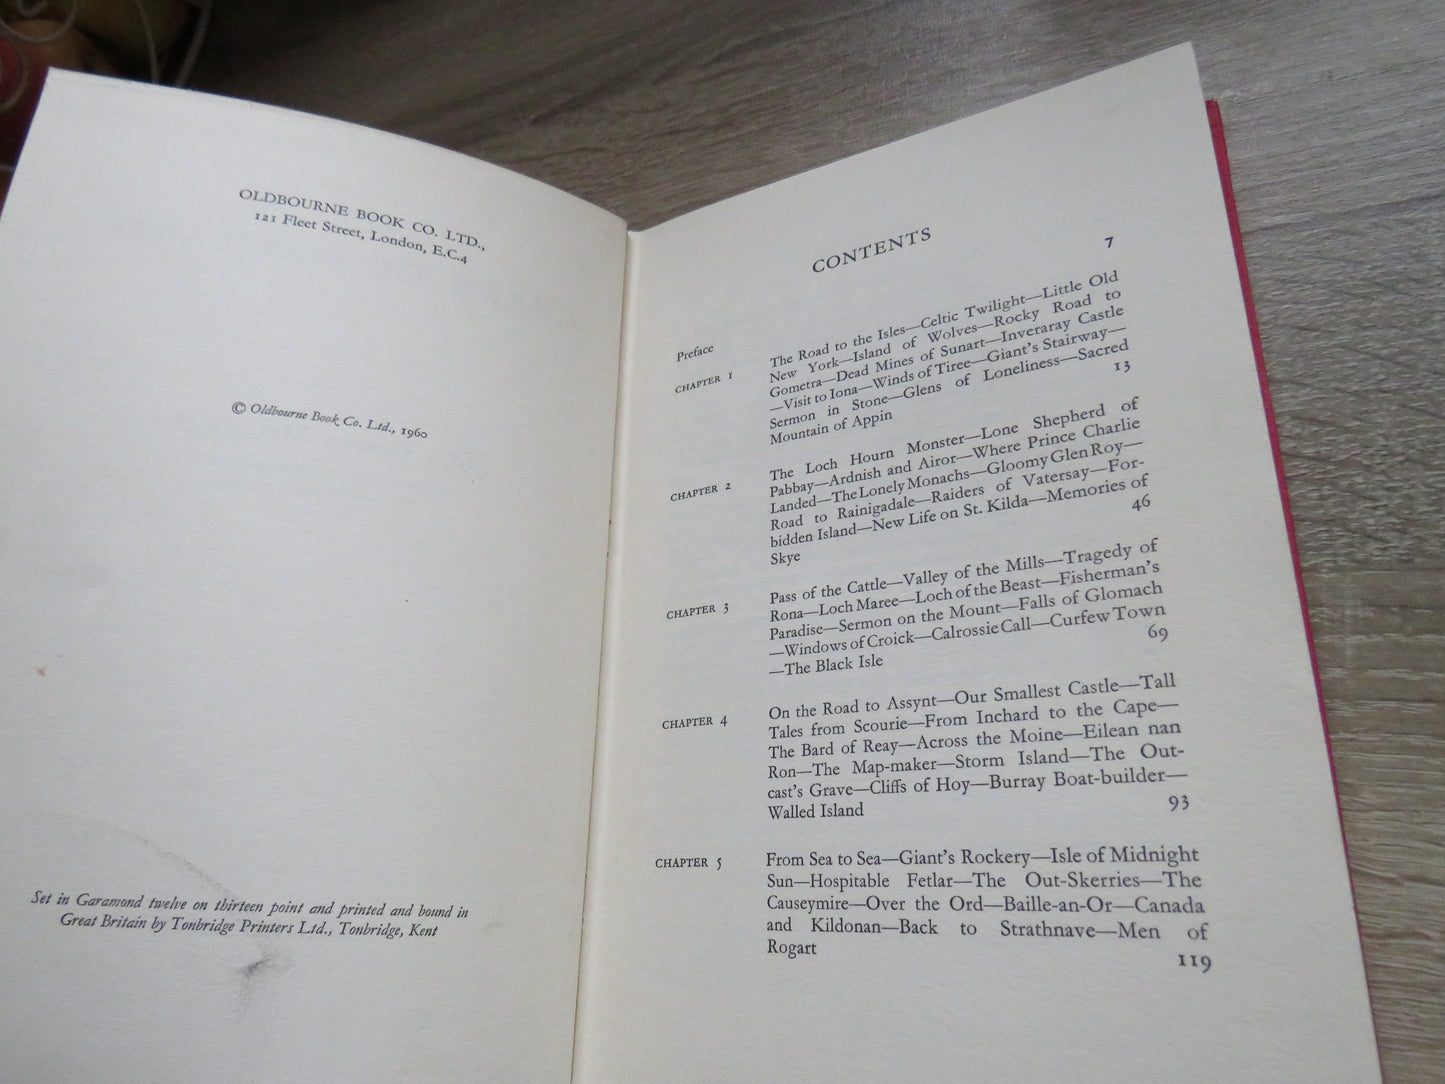 OLDBOURNE BOOK CO. LTD.,
121 Fleet Street, London, E.C.4
© Oldbourne Book Co. Ltd., 1960
Set in Garamond twelve on thirteen point and printed and bound in
Great Britain by Tonbridge Printers Ltd., Tonbridge, Kent
CONTENTS
Preface 7
CHAPTER 1 The Road to the Isles—Celtic Twilight—Little Old
New York—Island of Wolves—Rocky Road to
Gometra—Dead Mines of Sunart—Inveraray Castle
—Visit to Iona—Winds of Tiree—Giant's Stairway—
Sermon in Stone—Glens of Loneliness—Sacred
Mountain of Appin 13
CHAPTER 2 The Loch Hourn Monster—Lone Shepherd of
Pabbay—Ardnish and Airor—Where Prince Charlie
Landed—The Lonely Monachs—Gloomy Glen Roy—
Road to Rainigadale—Raiders of Vatersay—For-
bidden Island—New Life on St. Kilda—Memories of
Skye 46
CHAPTER 3 Pass of the Cattle—Valley of the Mills—Tragedy of
Rona—Loch Maree—Loch of the Beast—Fisherman's
Paradise—Sermon on the Mount—Falls of Glomach
—Windows of Croick—Calrossie Call—Curfew Town
—The Black Isle 69
CHAPTER 4 On the Road to Assynt—Our Smallest Castle—Tall
Tales from Scourie—From Inchard to the Cape—
The Bard of Reay—Across the Moine—Eilean nan
Ron—The Map-maker—Storm Island—The Out-
cast's Grave—Cliffs of Hoy—Burray Boat-builder—
Walled Island 93
CHAPTER 5 From Sea to Sea—Giant's Rockery—Isle of Midnight
Sun—Hospitable Fetlar—The Out-Skerries—The
Causeymire—Over the Ord—Baille-an-Or—Canada
and Kildonan—Back to Strathnave—Men of
Rogart 119